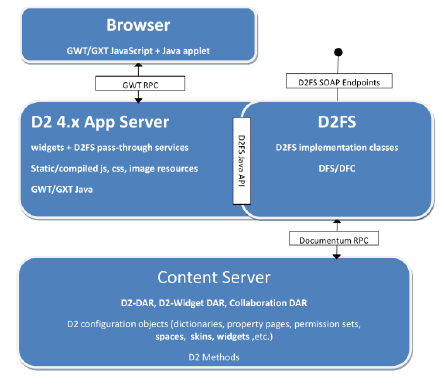 Browser
GWT/GXT JavaScript + Java applet
GWT RPC
D2FS SOAP Endpoints
D2 4.x App Server
widgets + D2FS pass-through services
Static/compiled js, css, image resources
GWT/GXT Java
D2FS Java API
D2FS
D2FS implementation classes
DFS/DFC
Documentum RPC
Content Server
D2-DAR, D2-Widget DAR, Collaboration DAR
D2 configuration objects (dictionaries, property pages, permission sets,
spaces, skins, widgets ,etc.)
D2 Methods